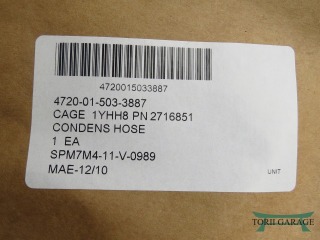 4720015033887
4720-01-503-3887
CAGE 1YHH8 PN 2716851
CONDENS HOSE
1 EA
SPM7M4-11-V-0989
MAE-12/10
UNIT
TORII GARAGE